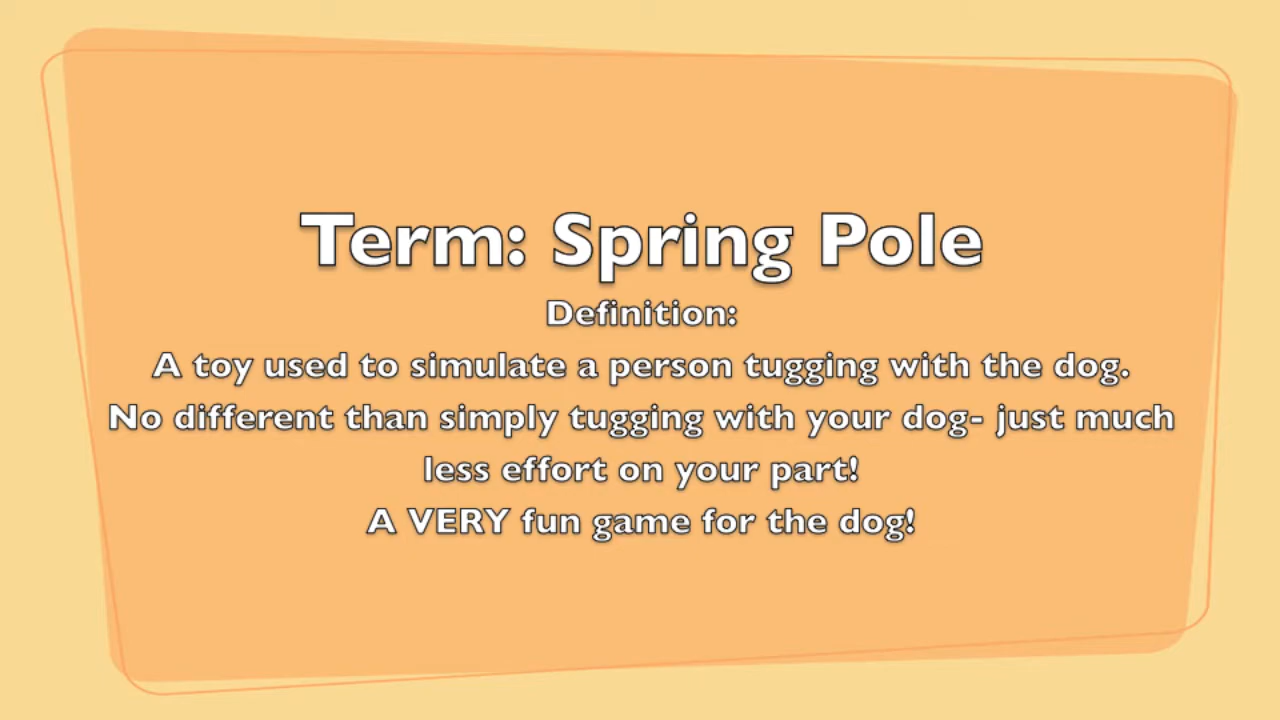 Term: Spring Pole
Definition:
A toy used to simulate a person tugging with the dog.
No different than simply tugging with your dog- just much
less effort on your part!
A VERY fun game for the dog!